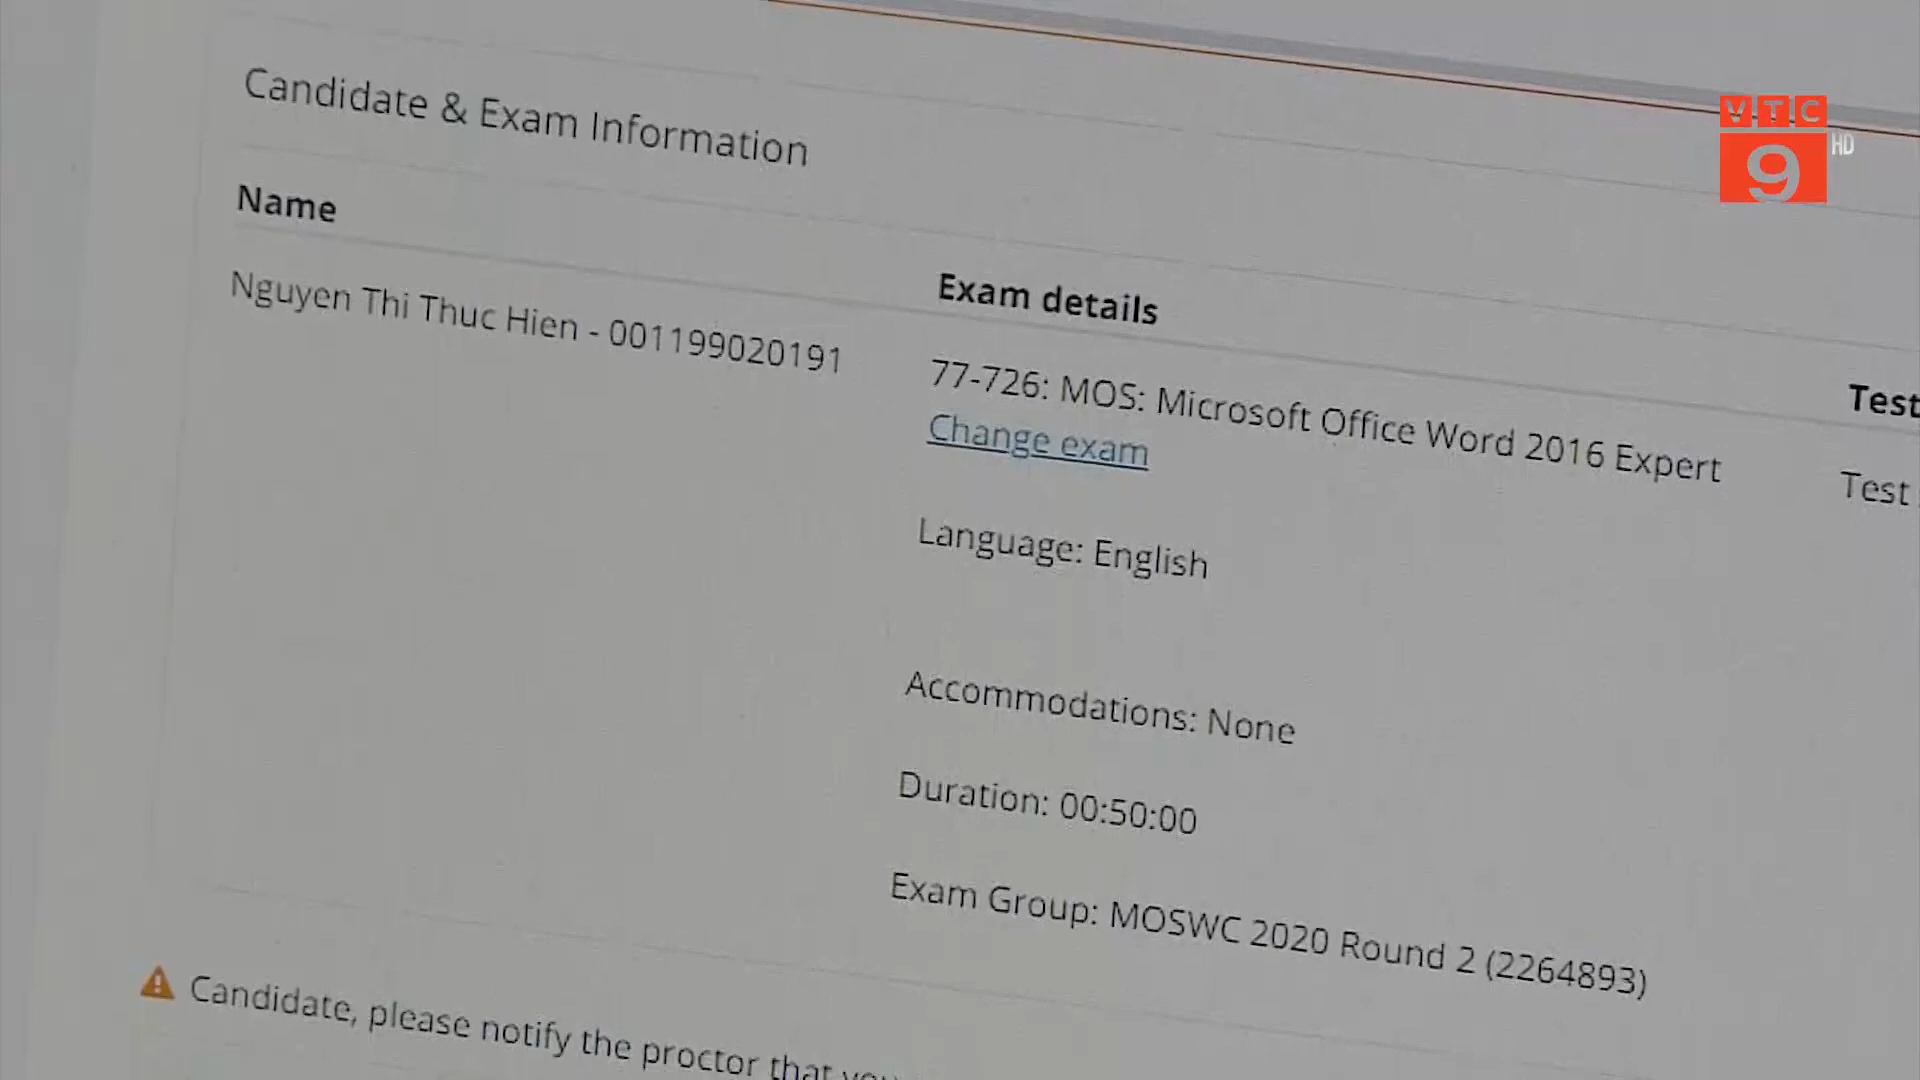 Candidate & Exam Information
VTC
9 HD
Name
Exam details
Test
Nguyen Thi Thuc Hien - 001199020191
77-726: MOS: Microsoft Office Word 2016 Expert
Test
Change exam
Language: English
Accommodations: None
Duration: 00:50:00
Exam Group: MOSWC 2020 Round 2 (2264893)
Candidate, please notify the proctor that